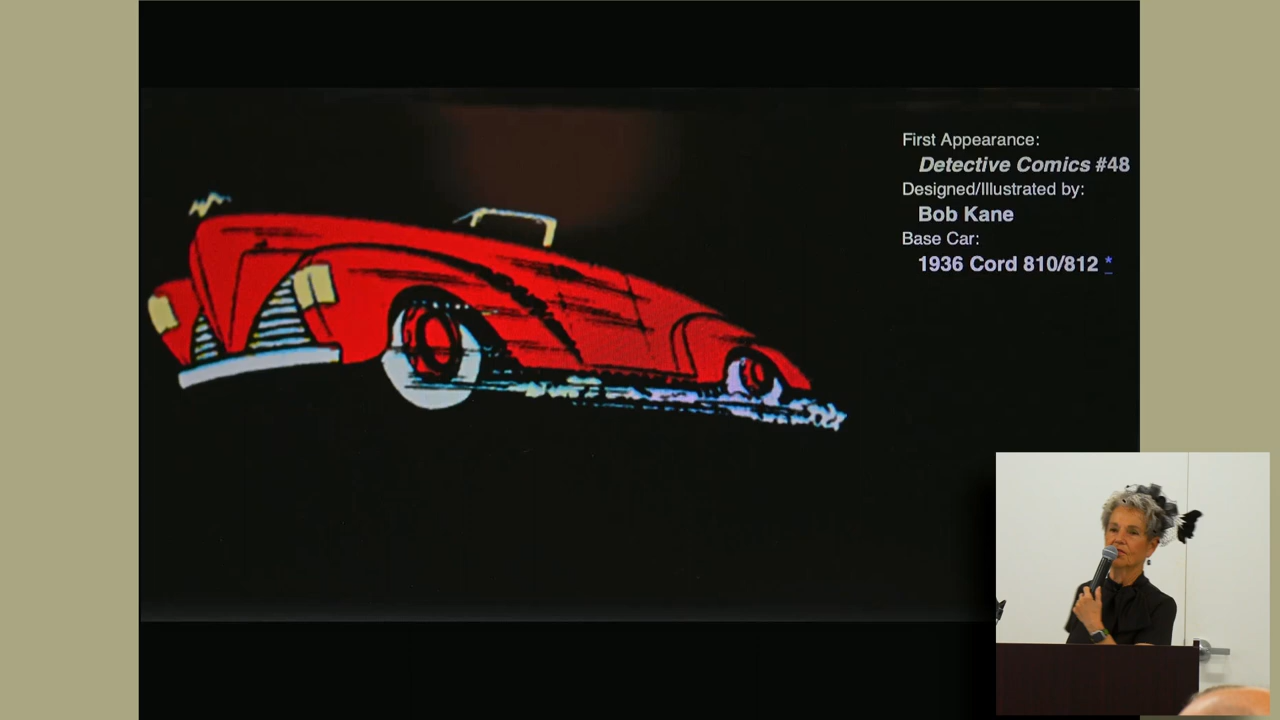 First Appearance:
Detective Comics #48
Designed/Illustrated by:
Bob Kane
Base Car:
1936 Cord 810/812 *